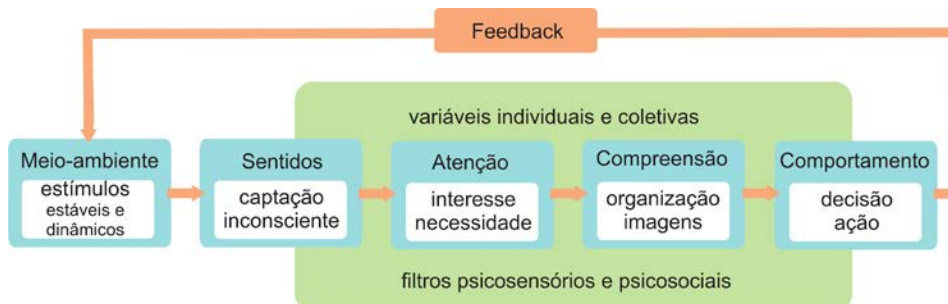 Feedback
variáveis individuais e coletivas
Meio-ambiente
estímulos
estáveis e
dinâmicos
Sentidos
captação
inconsciente
Atenção
interesse
necessidade
Compreensão
organização
imagens
Comportamento
decisão
ação
filtros psicosensórios e psicosociais